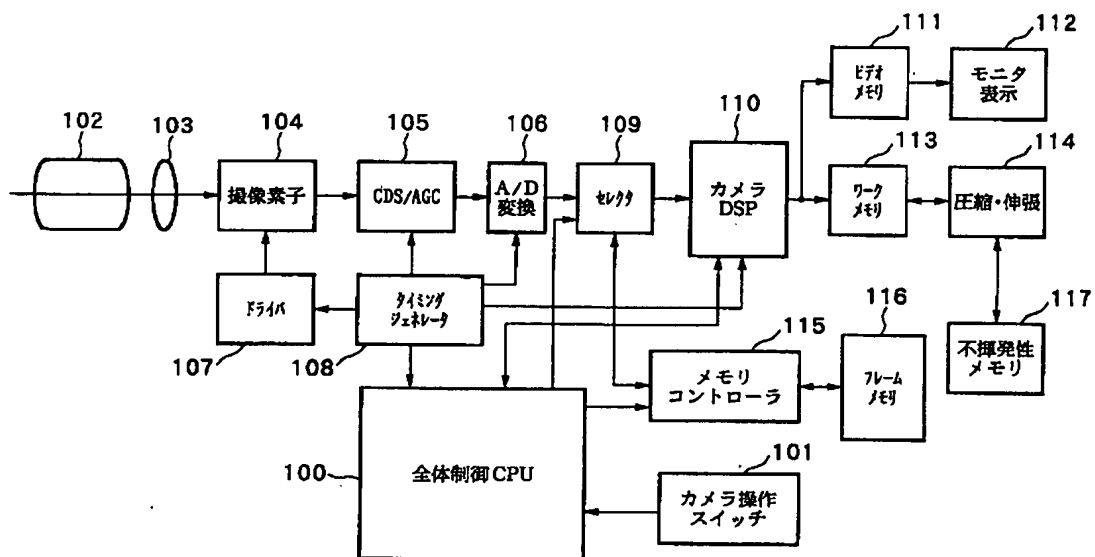 111
112
ビデオ
メモリ
モニタ
表示
102
103
104
105
106
109
110
113
114
撮像素子
CDS/AGC
A/D
変換
セレクタ
カメラ
DSP
ワーク
メモリ
圧縮・伸張
ドライバ
タイミング
ジェネレータ
107
108
115
116
117
メモリ
コントローラ
フレーム
メモリ
不揮発性
メモリ
100
全体制御CPU
101
カメラ操作
スイッチ